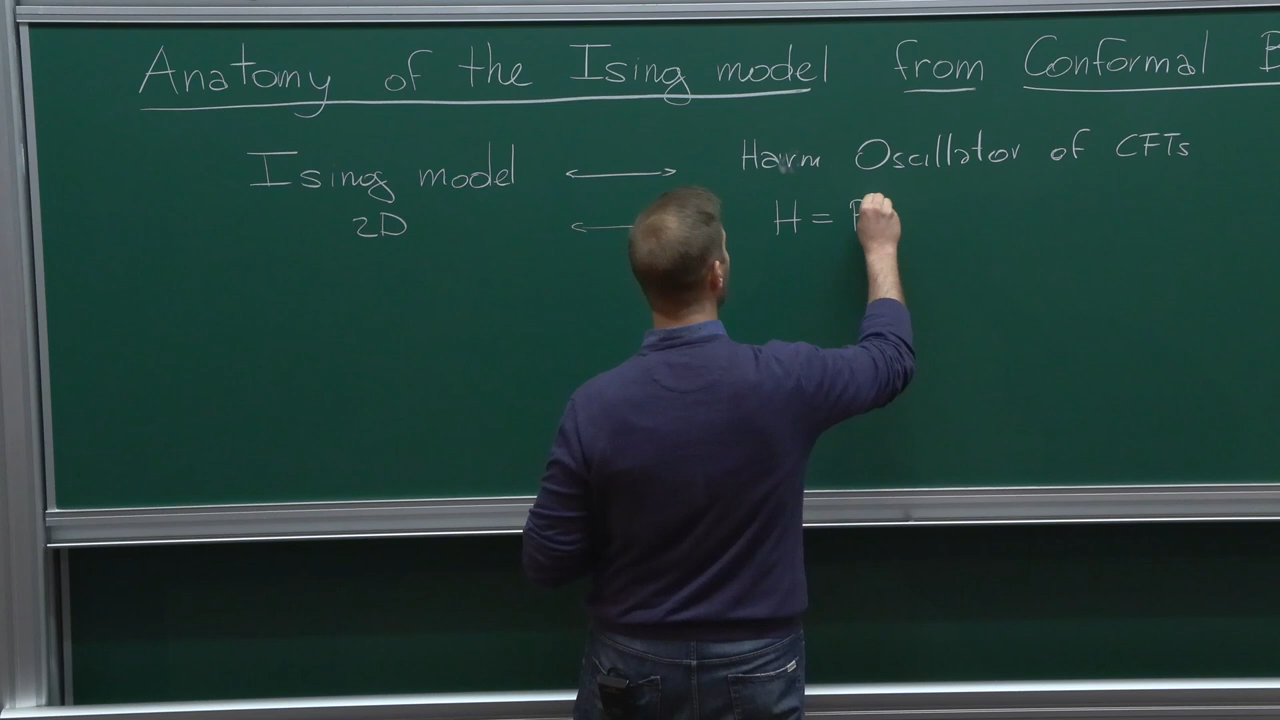 Anatomy of the Ising model from Conformal B
Ising model ⟷ Harm Oscillator of CFTs
2D ← H = P